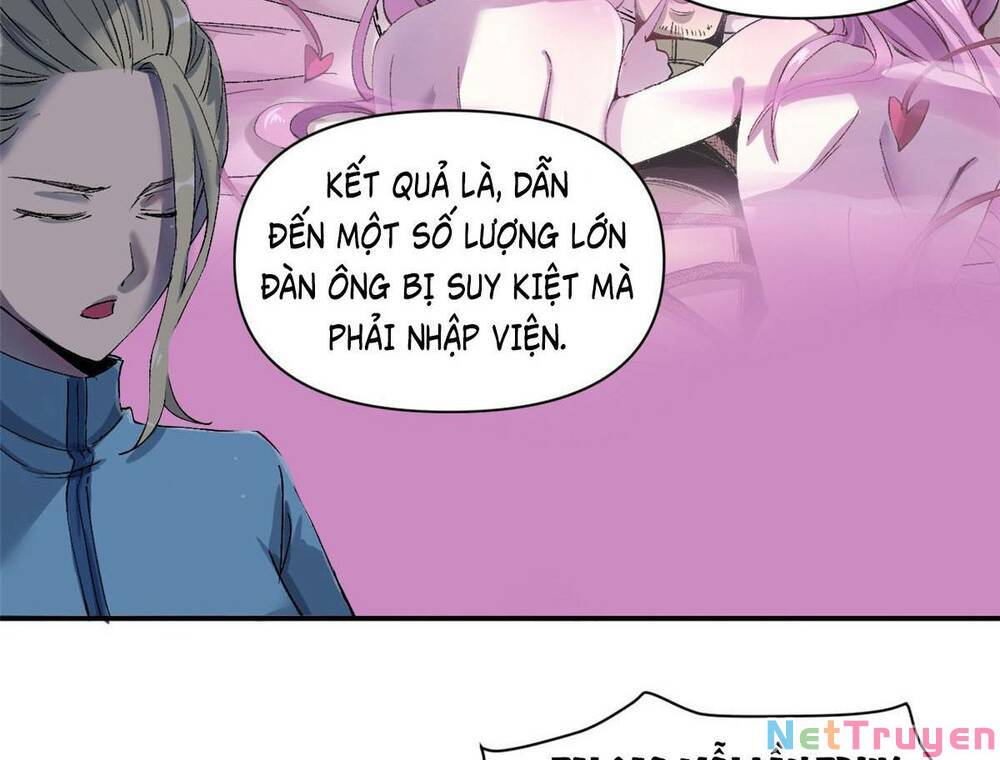 KẾT QUẢ LÀ, DẪN
ĐẾN MỘT SỐ LƯỢNG LỚN
ĐÀN ÔNG BỊ SUY KIỆT MÀ
PHẢI NHẬP VIỆN.
NetTruyen